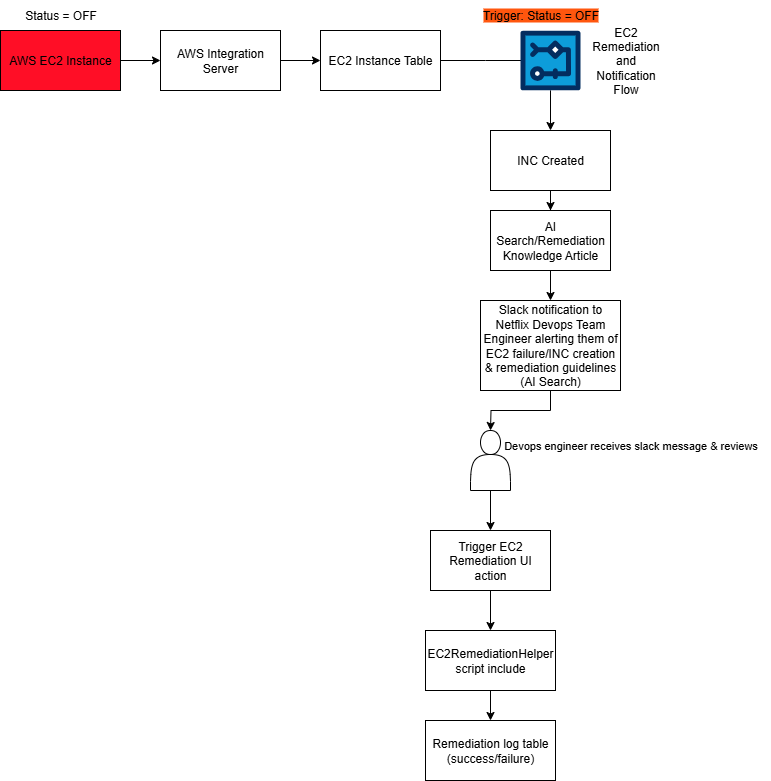 Status = OFF
Trigger: Status = OFF
AWS EC2 Instance
AWS Integration
Server
EC2 Instance Table
EC2
Remediation
and
Notification
Flow
INC Created
AI
Search/Remediation
Knowledge Article
Slack notification to
Netflix Devops Team
Engineer alerting them of
EC2 failure/INC creation
& remediation guidelines
(AI Search)
Devops engineer receives slack message & reviews
Trigger EC2
Remediation UI
action
EC2RemediationHelper
script include
Remediation log table
(success/failure)